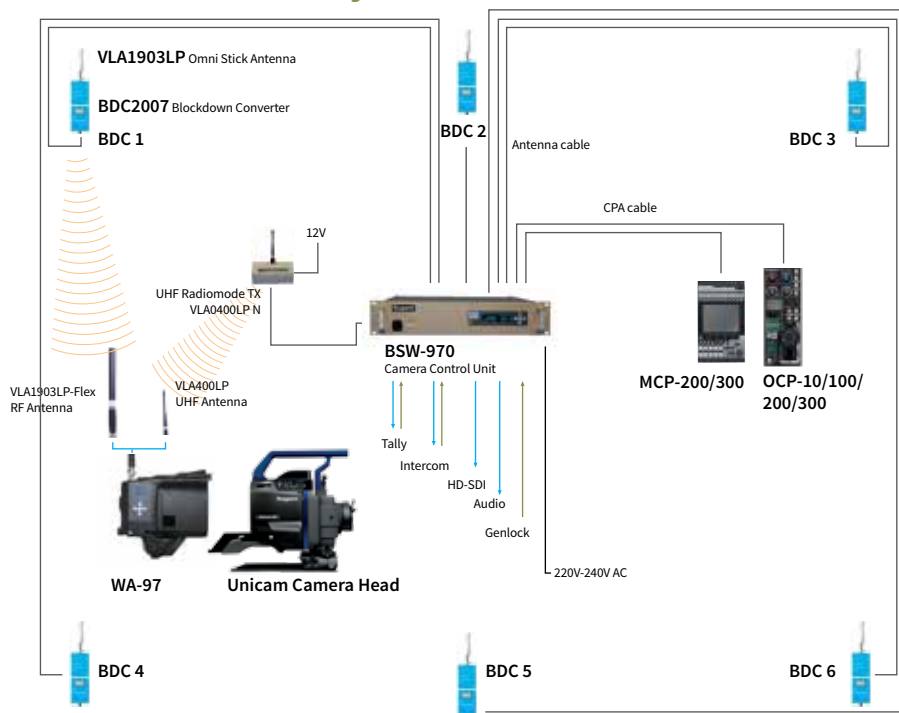 VLA1903LP Omni Stick Antenna
BDC2007 Blockdown Converter
BDC 1
BDC 2
BDC 3
Antenna cable
CPA cable
12V
UHF Radiomode TX
VLA0400LP N
BSW-970
Camera Control Unit
MCP-200/300
OCP-10/100/
200/300
VLA1903LP-Flex
RF Antenna
VLA400LP
UHF Antenna
Tally
Intercom
HD-SDI
Audio
Genlock
220V-240V AC
WA-97
Unicam Camera Head
BDC 4
BDC 5
BDC 6